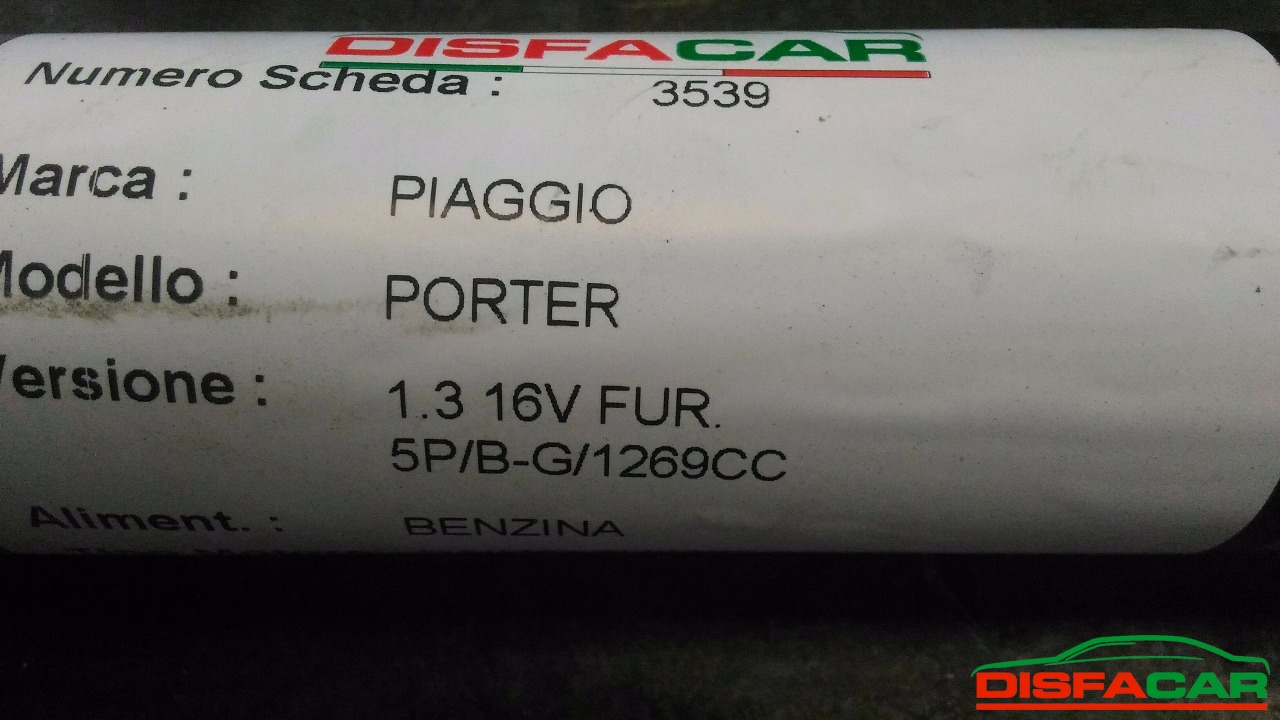 DISFACAR
Numero Scheda : 3539
Marca : PIAGGIO
Modello : PORTER
Versione : 1.3 16V FUR.
5P/B-G/1269CC
Aliment. : BENZINA
DISFACAR